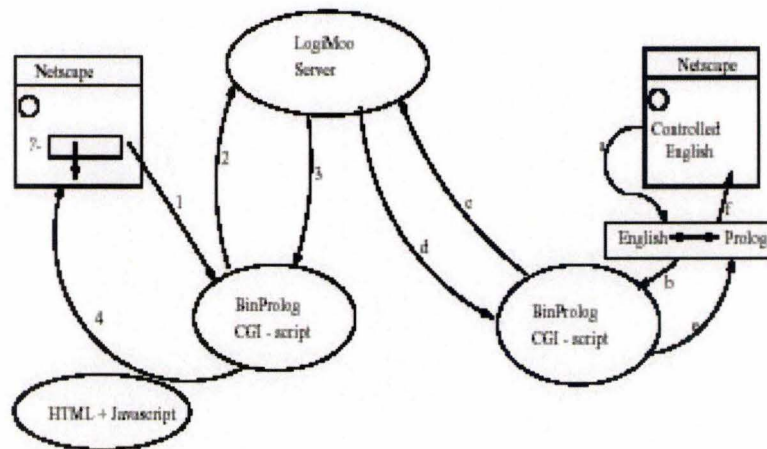 LogiMoo
Server
Netscape
?-
1
2
3
4
BinProlog
CGI - script
HTML + Javascript
Netscape
Controlled
English
a
English
Prolog
f
b
c
d
e
BinProlog
CGI - script